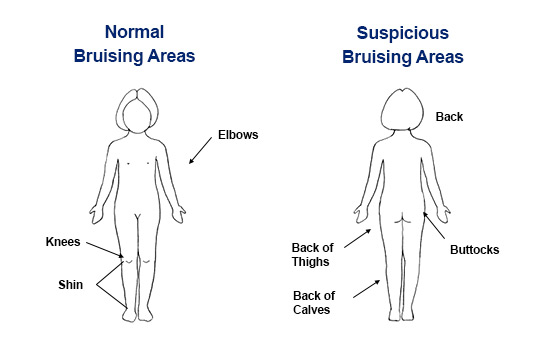 Normal
Bruising Areas
Elbows
Knees
Shin
Suspicious
Bruising Areas
Back
Back of
Thighs
Buttocks
Back of
Calves